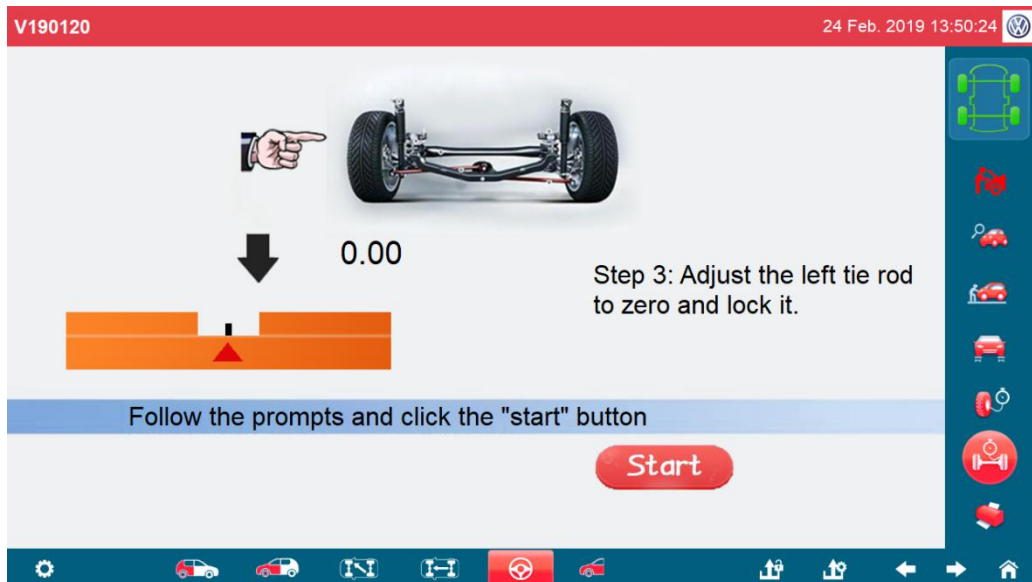 V190120
24 Feb. 2019 13:50:24
0.00
Step 3: Adjust the left tie rod
to zero and lock it.
Follow the prompts and click the "start" button
Start